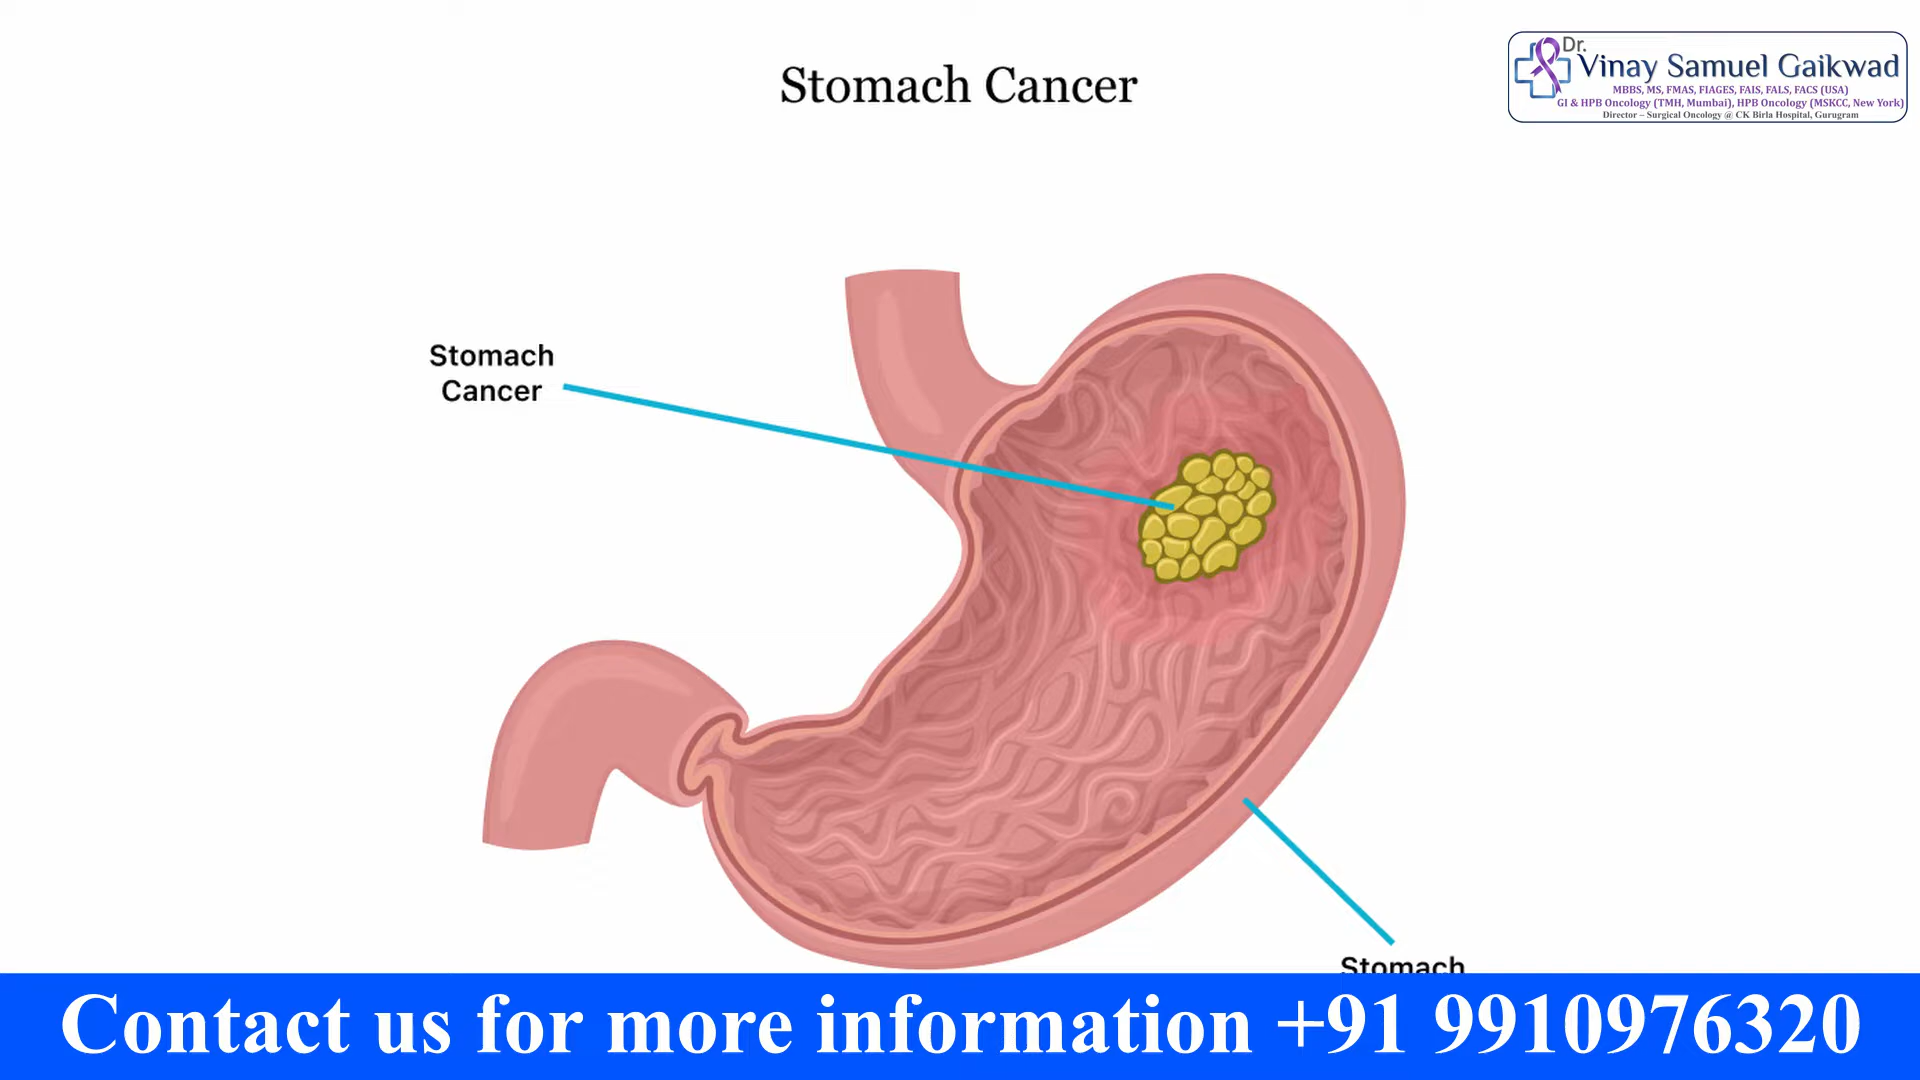 Stomach Cancer
Dr.
Vinay Samuel Gaikwad
MBBS, MS, FMAS, FIAGES, FAIS, FALS, FACS (USA)
GI & HPB Oncology (TMH, Mumbai), HPB Oncology (MSKCC, New York)
Director – Surgical Oncology @ CK Birla Hospital, Gurugram
Stomach
Cancer
Stomach
Contact us for more information +91 9910976320